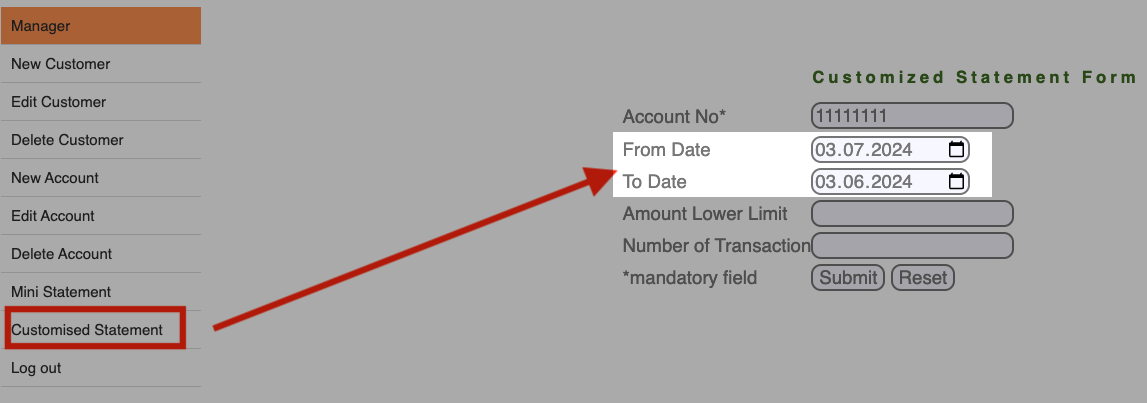 Manager
New Customer
Edit Customer
Delete Customer
New Account
Edit Account
Delete Account
Mini Statement
Customised Statement
Log out
Customized Statement Form
Account No* 11111111
From Date 03.07.2024
To Date 03.06.2024
Amount Lower Limit
Number of Transaction
*mandatory field Submit Reset